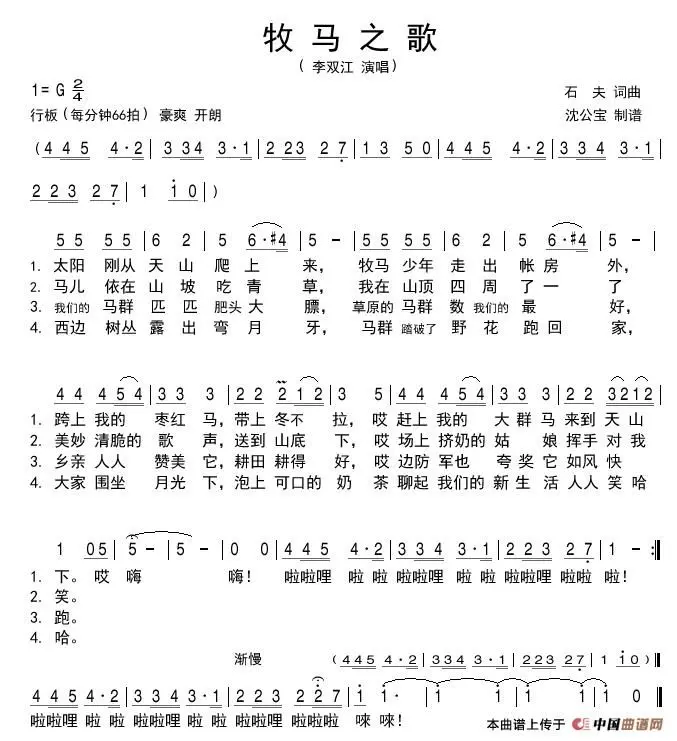 牧马之歌
( 李双江 演唱)
1= G 2/4
石 夫 词曲
行板(每分钟66拍) 豪爽 开朗
沈公宝 制谱
( 4 4 5 4·2 | 3 3 4 3·1 | 2 2 3 2 7 | 1 3 5 0 | 4 4 5 4·2 | 3 3 4 3·1 |
2 2 3 2 7 | 1 1 0 )
5 5 5 5 | 6 2 | 5 6·#4 | 5 - | 5 5 5 5 | 6 2 | 5 6·#4 | 5 - |
1. 太阳 刚从 天 山 爬 上 来, 牧马 少年 走 出 帐 房 外,
2. 马儿 依在 山 坡 吃 青 草, 我在 山顶 四 周 了 一 了
3. 我们的 马群 匹 匹 肥头 大 膘, 草原的 马群 数 我们的 最 好,
4. 西边 树丛 露 出 弯 月 牙, 马群 踏破了 野 花 跑 回 家,
4 4 4 5 4 | 3 3 3 | 2 2 2 1 2 | 3 5 | 4 4 4 5 4 | 3 3 3 | 2 2 3 2 1 2 |
1. 跨上 我的 枣红 马, 带上 冬不 拉, 哎 赶上 我的 大 群 马 来到 天山
2. 美妙 清脆的 歌 声, 送到 山底 下, 哎 场上 挤奶的 姑 娘 挥手 对 我
3. 乡亲 人人 赞美 它, 耕田 耕得 好, 哎 边防 军也 夸 奖 它 如风 快
4. 大家 围坐 月光 下, 泡上 可口的 奶 茶 聊起 我们的 新 生 活 人人 笑 哈
1 0 5 | 5 - | 5 - | 0 0 | 4 4 5 4·2 | 3 3 4 3·1 | 2 2 3 2 7 | 1 - :‖
1. 下。 哎 嗨 嗨! 啦啦哩 啦 啦 啦啦哩 啦 啦 啦啦哩 啦啦 啦!
2. 笑。
3. 跑。
4. 哈。
渐慢 ( 4 4 5 4·2 | 3 3 4 3·1 | 2 2 3 2 7 | 1 1 0 ) ‖
4 4 5 4·2 | 3 3 4 3·1 | 2 2 3 2 7 | 1 1· | 1· 1 | 1 1 | 1 0 ‖
啦啦哩 啦 啦 啦啦哩 啦 啦 啦啦哩 啦啦啦 唻 唻!
本曲谱上传于 中国曲谱网